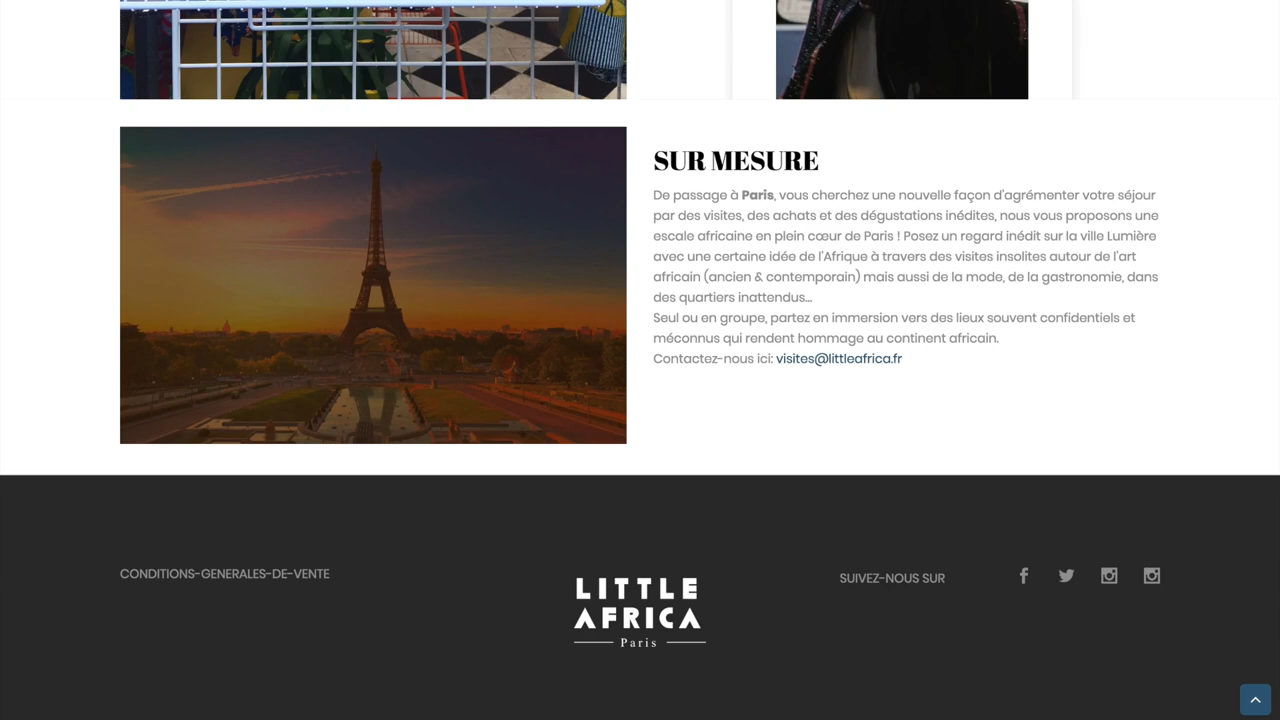 SUR MESURE
De passage à Paris, vous cherchez une nouvelle façon d'agrémenter votre séjour
par des visites, des achats et des dégustations inédites, nous vous proposons une
escale africaine en plein cœur de Paris ! Posez un regard inédit sur la ville Lumière
avec une certaine idée de l'Afrique à travers des visites insolites autour de l'art
africain (ancien & contemporain) mais aussi de la mode, de la gastronomie, dans
des quartiers inattendus...
Seul ou en groupe, partez en immersion vers des lieux souvent confidentiels et
méconnus qui rendent hommage au continent africain.
Contactez-nous ici: visites@littleafrica.fr
CONDITIONS-GENERALES-DE-VENTE
LITTLE
AFRICA
Paris
SUIVEZ-NOUS SUR